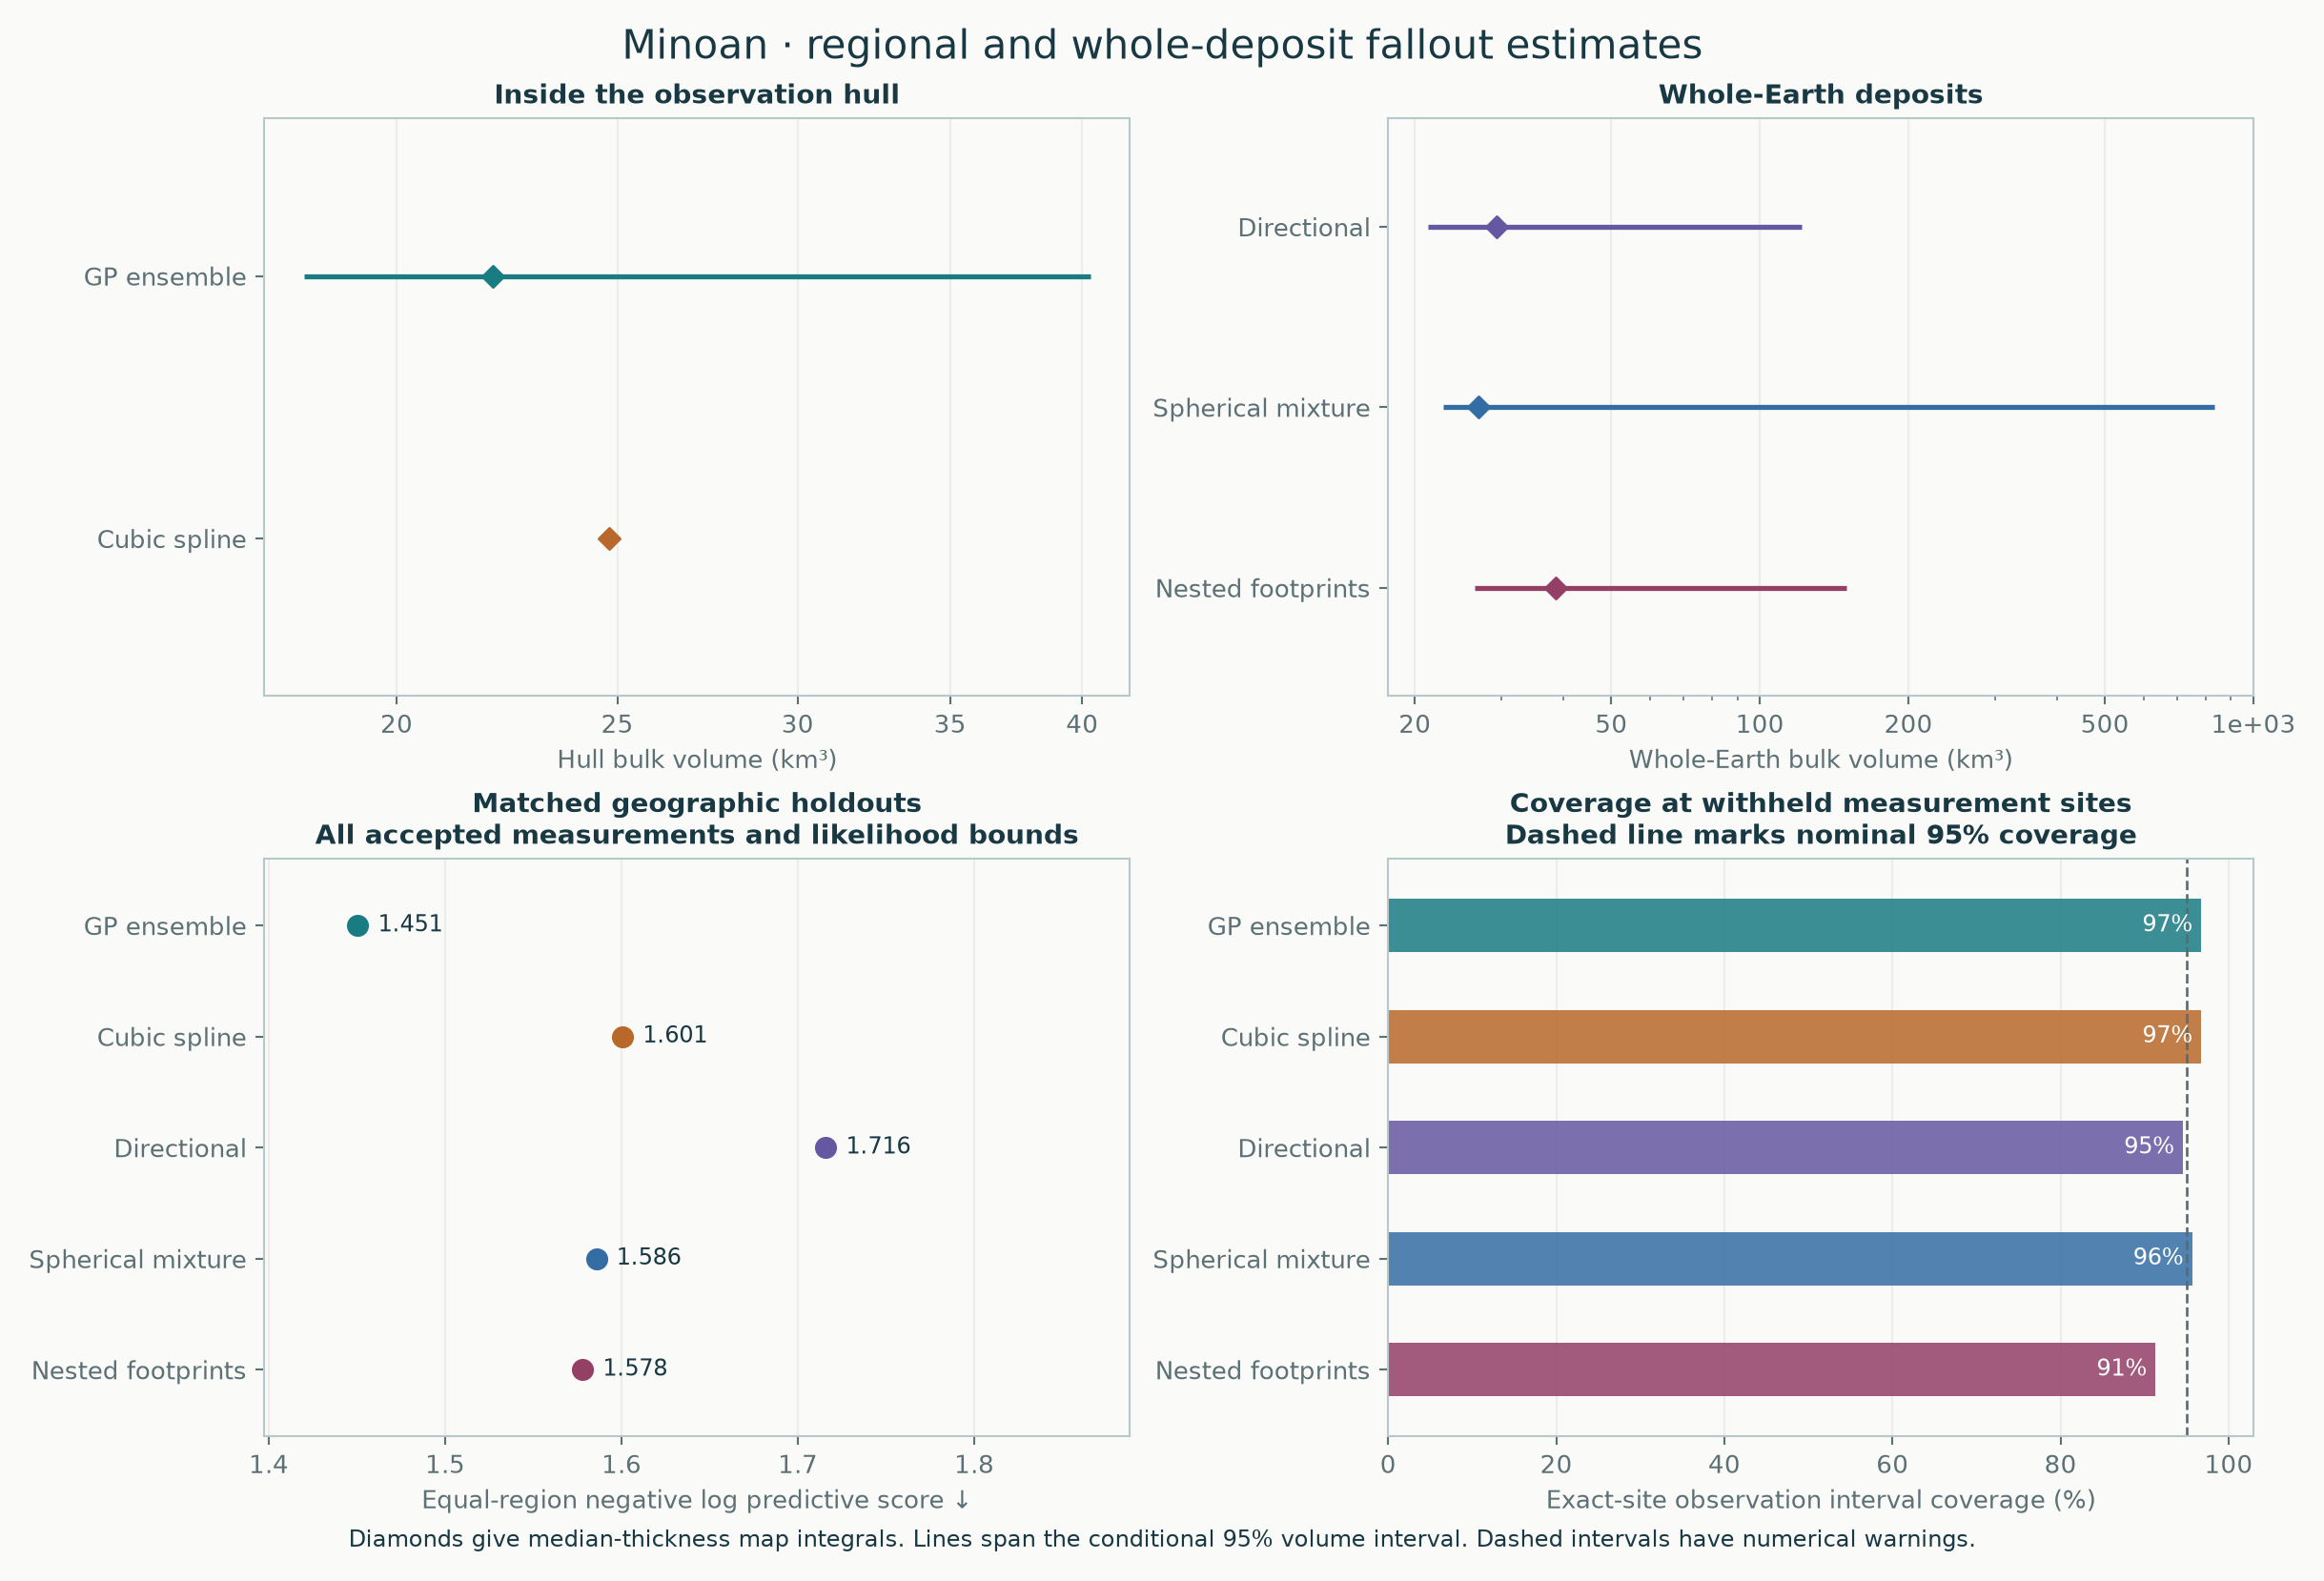 Minoan · regional and whole-deposit fallout estimates
Inside the observation hull
GP ensemble
Cubic spline
20 25 30 35 40
Hull bulk volume (km³)
Whole-Earth deposits
Directional
Spherical mixture
Nested footprints
20 50 100 200 500 1e+03
Whole-Earth bulk volume (km³)
Matched geographic holdouts
All accepted measurements and likelihood bounds
GP ensemble 1.451
Cubic spline 1.601
Directional 1.716
Spherical mixture 1.586
Nested footprints 1.578
1.4 1.5 1.6 1.7 1.8
Equal-region negative log predictive score ↓
Coverage at withheld measurement sites
Dashed line marks nominal 95% coverage
GP ensemble 97%
Cubic spline 97%
Directional 95%
Spherical mixture 96%
Nested footprints 91%
0 20 40 60 80 100
Exact-site observation interval coverage (%)
Diamonds give median-thickness map integrals. Lines span the conditional 95% volume interval. Dashed intervals have numerical warnings.